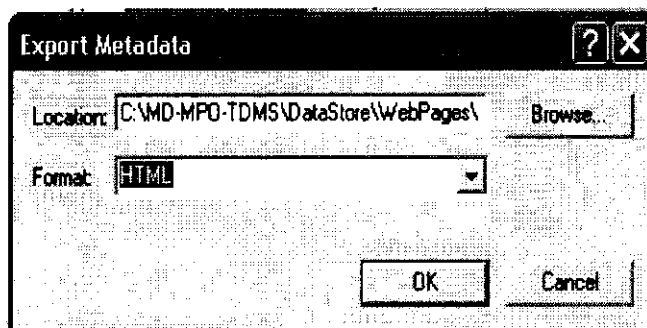 Export Metadata
Location: C:\MD-MPO-TDMS\DataStore\WebPages\ Browse...
Format: HTML
OK Cancel